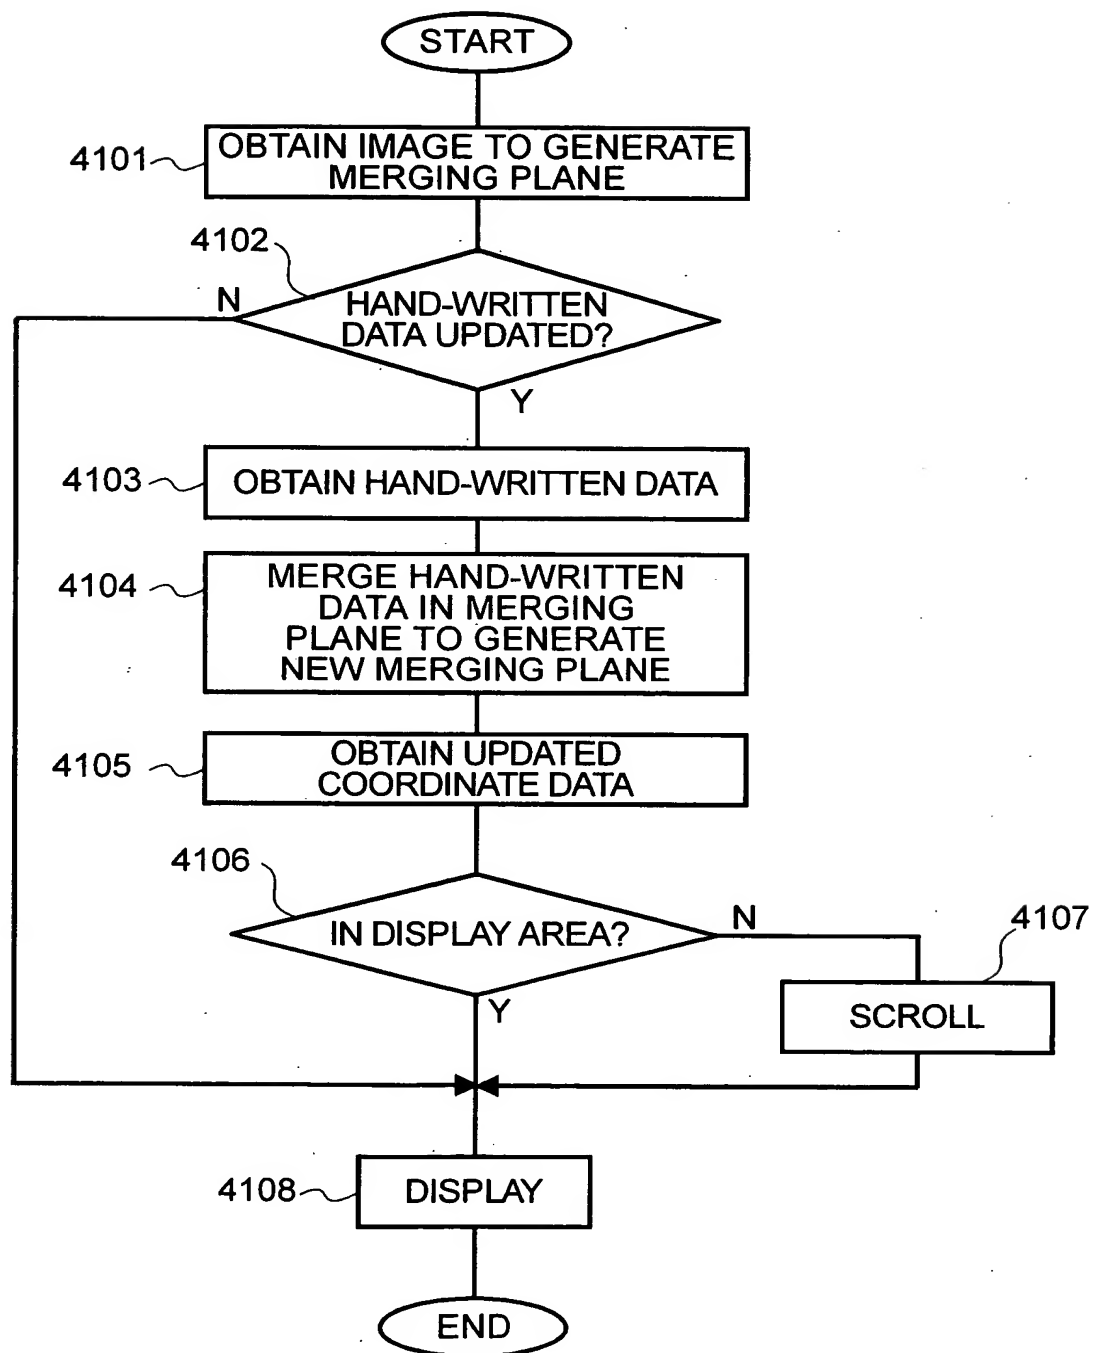 START
4101
OBTAIN IMAGE TO GENERATE
MERGING PLANE
4102
N
HAND-WRITTEN
DATA UPDATED?
Y
4103
OBTAIN HAND-WRITTEN DATA
4104
MERGE HAND-WRITTEN
DATA IN MERGING
PLANE TO GENERATE
NEW MERGING PLANE
4105
OBTAIN UPDATED
COORDINATE DATA
4106
IN DISPLAY AREA?
N
4107
Y
SCROLL
4108
DISPLAY
END